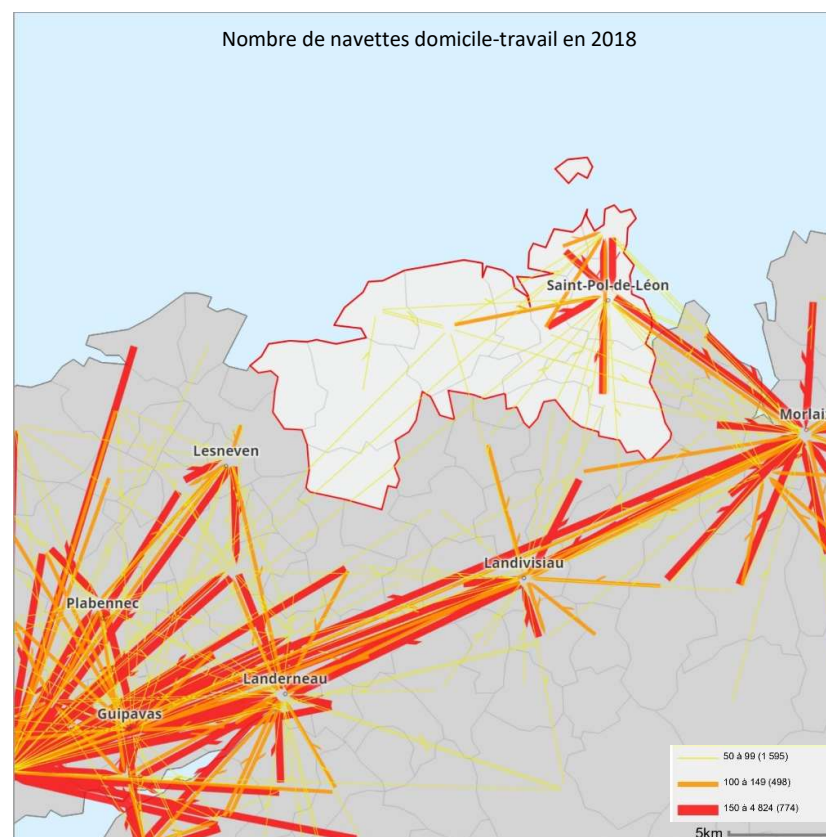 Nombre de navettes domicile-travail en 2018
Saint-Pol-de-Léon
Morlai
Lesneven
Landivisiau
Plabennec
Landerneau
Guipavas
50 à 99 (1 595)
100 à 149 (498)
150 à 4 824 (774)
5km